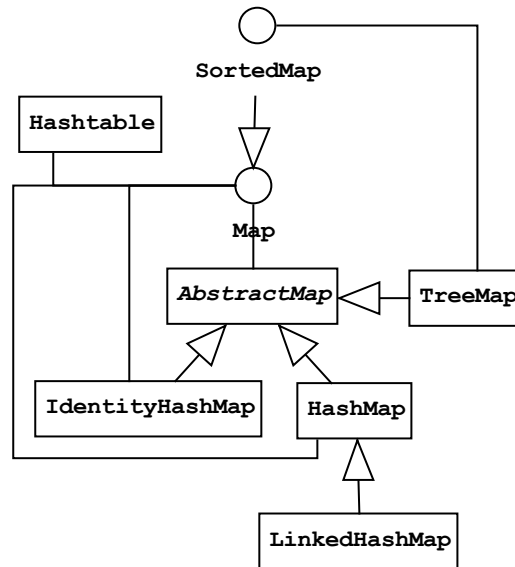 SortedMap
Hashtable
Map
AbstractMap
TreeMap
IdentityHashMap
HashMap
LinkedHashMap